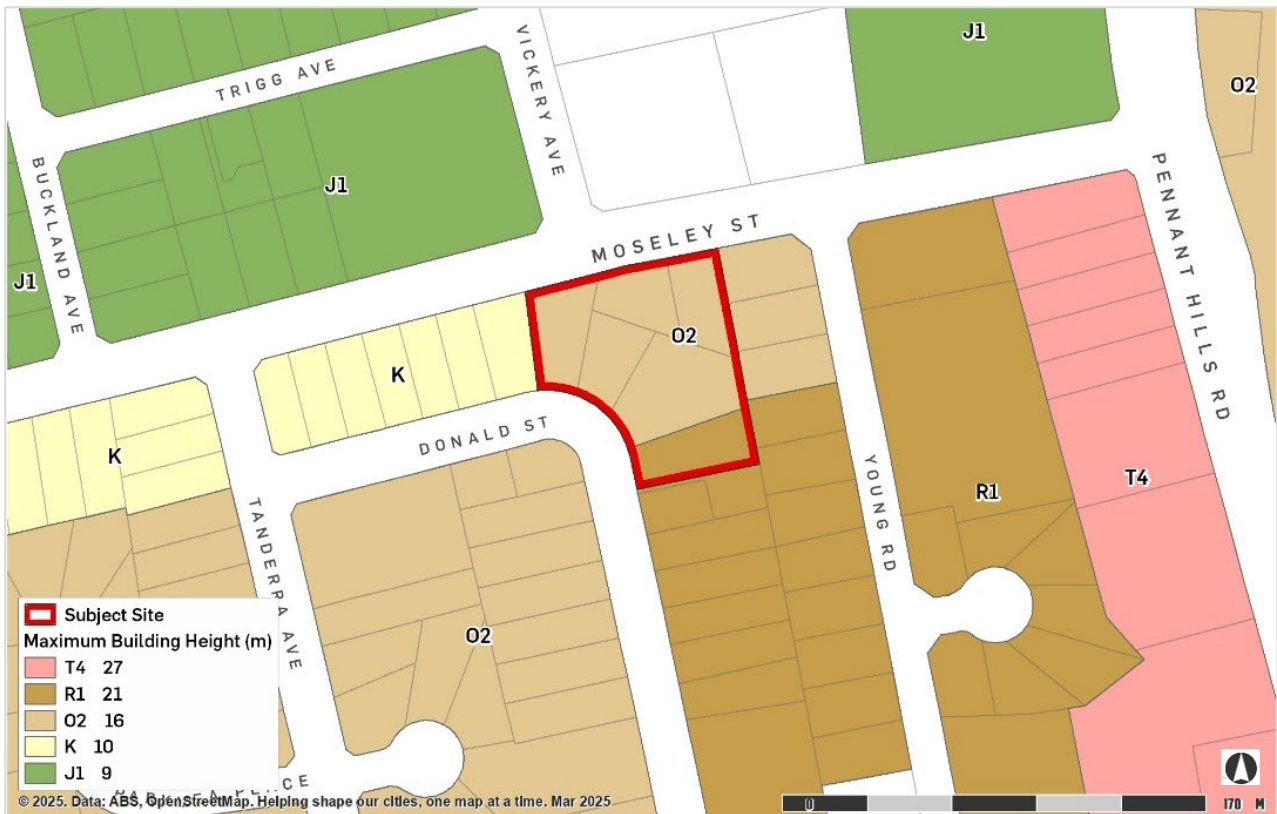 J1
O2
TRIGG AVE
VICKERY AVE
BUCKLAND AVE
J1
J1
MOSELEY ST
PENNANT HILLS RD
O2
K
DONALD ST
K
YOUNG RD
R1
T4
TANDERRA AVE
O2
Subject Site
Maximum Building Height (m)
T4 27
R1 21
O2 16
K 10
J1 9
© 2025. Data: ABS, OpenStreetMap. Helping shape our cities, one map at a time. Mar 2025
0 170 M